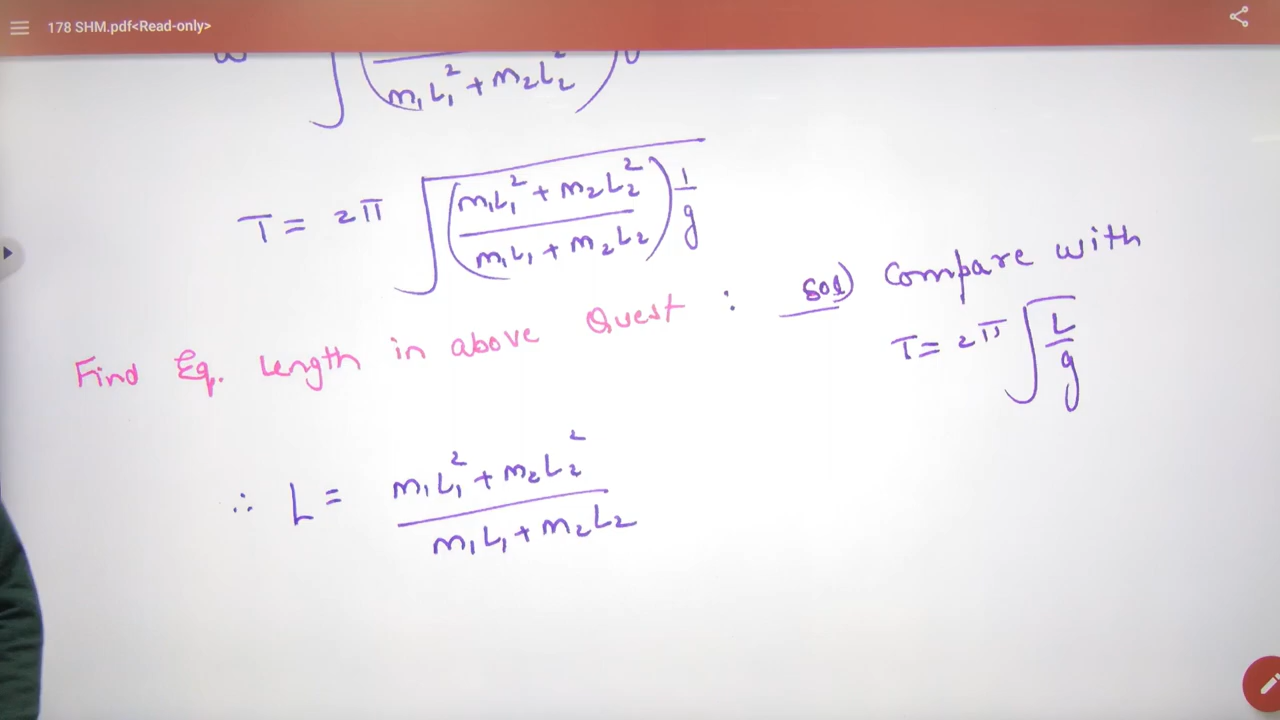 178 SHM.pdf<Read-only>
ω √(m₁L₁² + m₂L₂²) g
T = 2π √((m₁L₁² + m₂L₂²)/(m₁L₁ + m₂L₂)) 1/g
Find Eq. Length in above Quest : Sol) Compare with
T = 2π √(L/g)
∴ L = (m₁L₁² + m₂L₂²)/(m₁L₁ + m₂L₂)